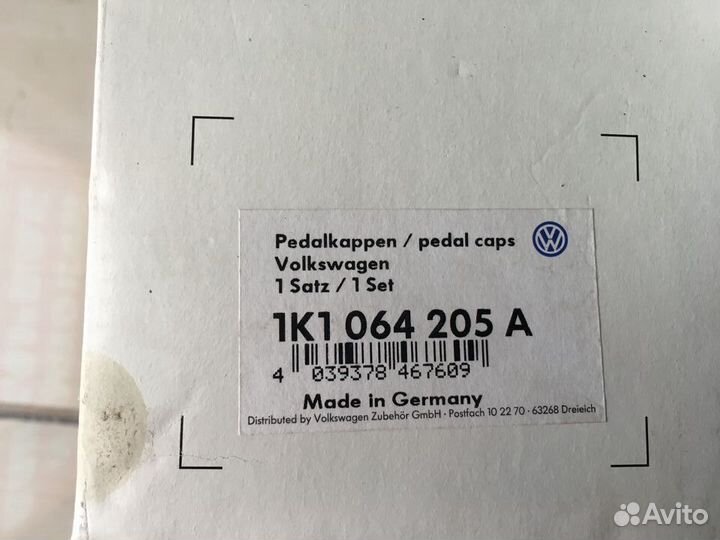 Pedalkappen / pedal caps
Volkswagen
1 Satz / 1 Set
1K1 064 205 A
4 039378 467609
Made in Germany
Distributed by Volkswagen Zubehör GmbH · Postfach 10 22 70 · 63268 Dreieich
Avito